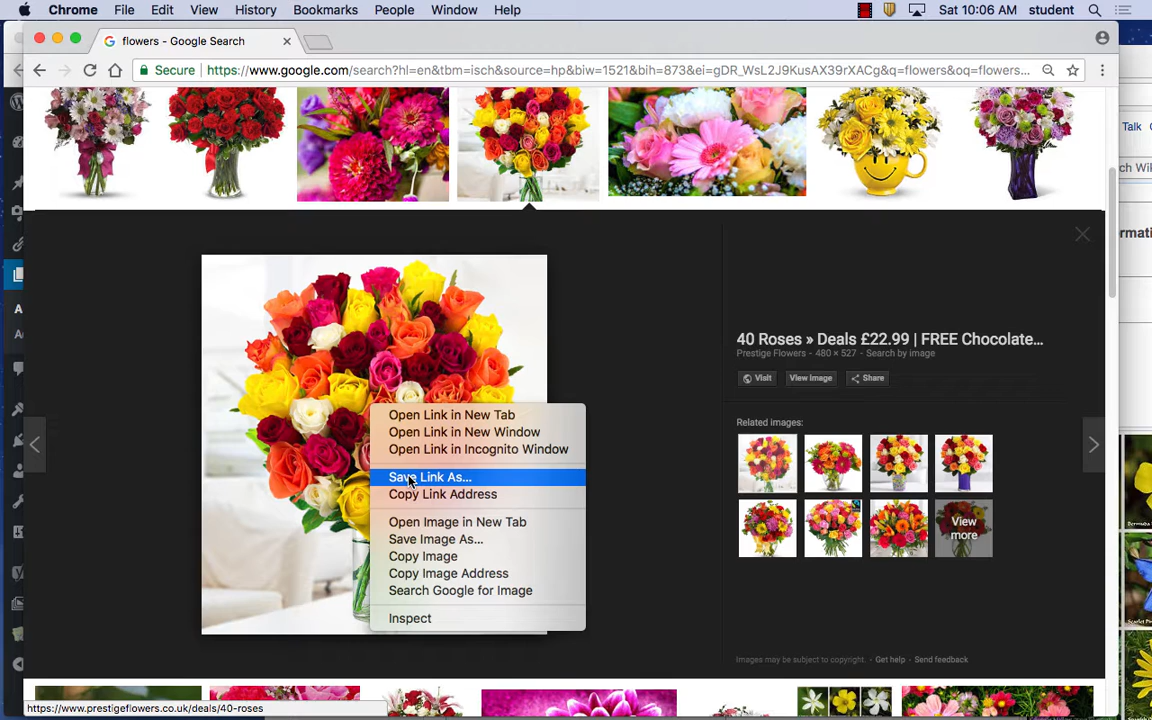 Chrome File Edit View History Bookmarks People Window Help Sat 10:06 AM student
flowers - Google Search
Secure https://www.google.com/search?hl=en&tbm=isch&source=hp&biw=1521&bih=873&ei=gDR_WsL2J9KusAX39rXACg&q=flowers&oq=flowers...
Talk
ch Wik
rmati
40 Roses » Deals £22.99 | FREE Chocolate...
Prestige Flowers - 480 × 527 - Search by image
Visit View Image Share
Related images:
View
more
Open Link in New Tab
Open Link in New Window
Open Link in Incognito Window
Save Link As...
Copy Link Address
Open Image in New Tab
Save Image As...
Copy Image
Copy Image Address
Search Google for Image
Inspect
Images may be subject to copyright. - Get help - Send feedback
https://www.prestigeflowers.co.uk/deals/40-roses